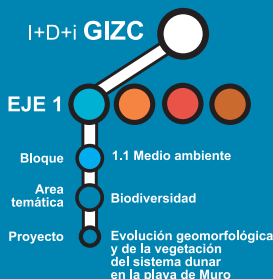 I+D+i GIZC
EJE 1
Bloque 1.1 Medio ambiente
Area
temática
Biodiversidad
Proyecto
Evolución geomorfológica
y de la vegetación
del sistema dunar
en la playa de Muro